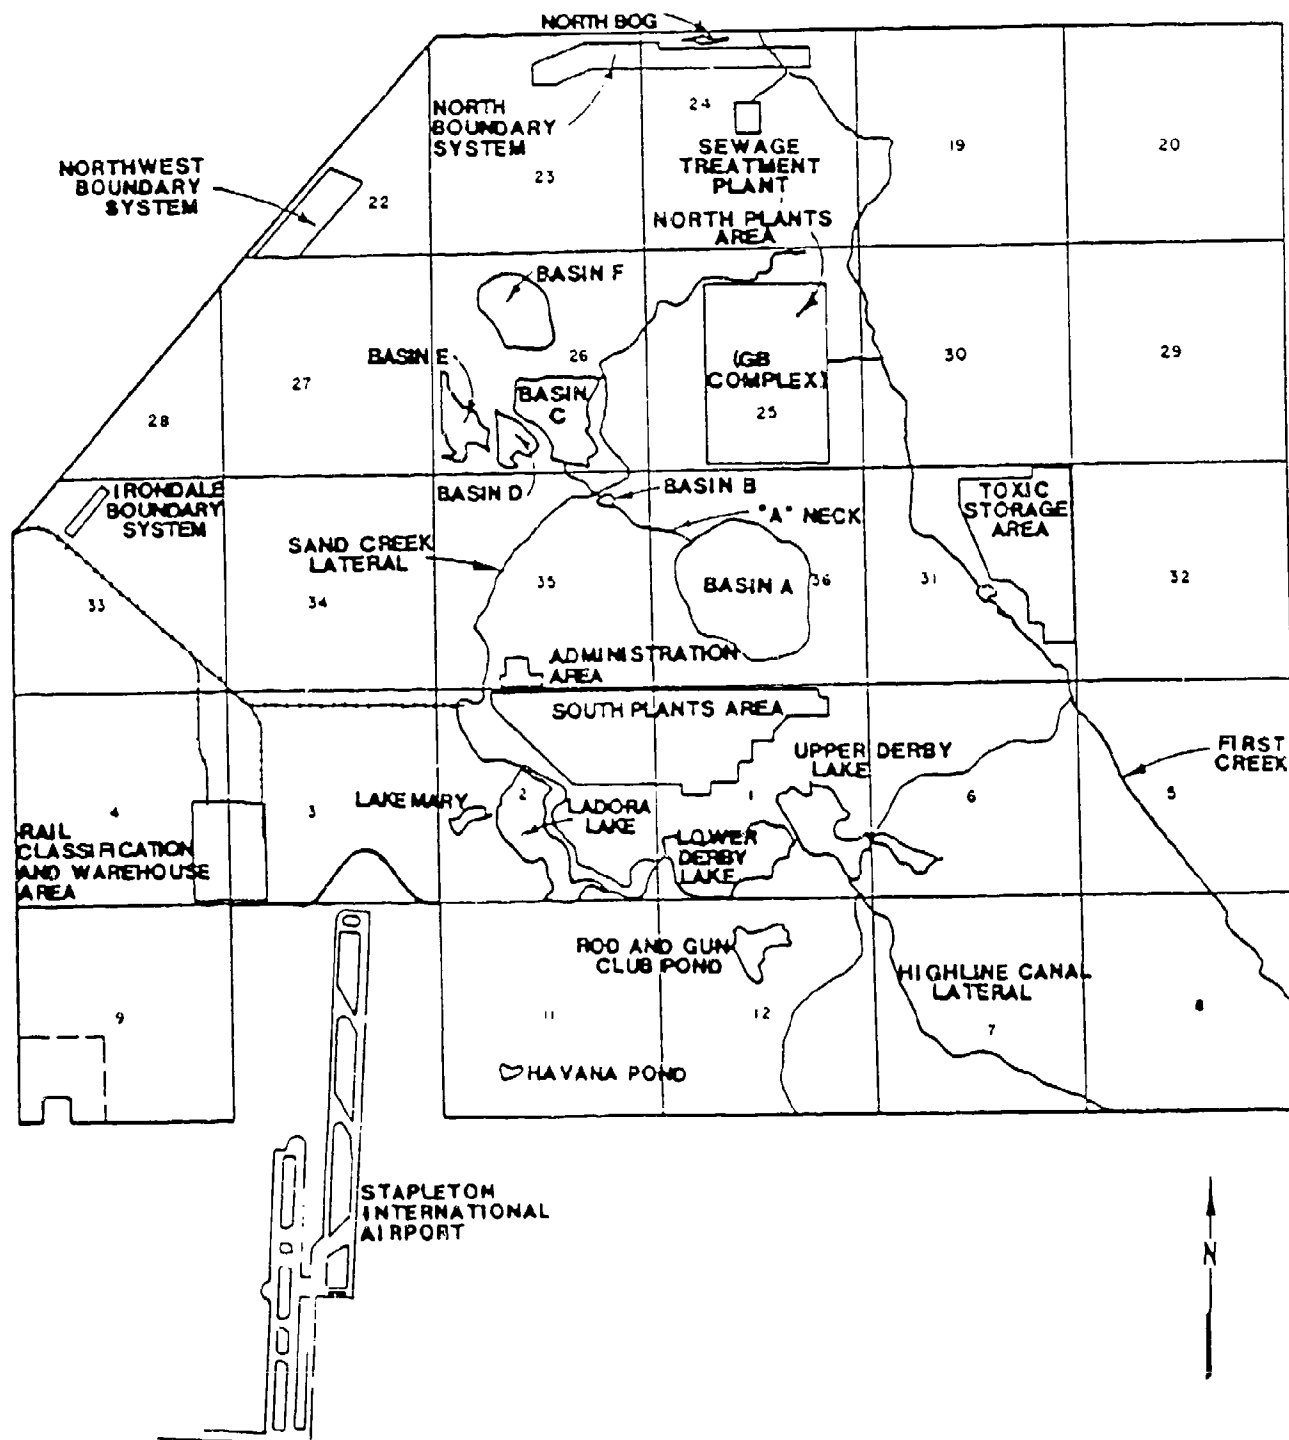 NORTH BOG
NORTH
BOUNDARY
SYSTEM
24
SEWAGE
TREATMENT
PLANT
19
20
NORTHWEST
BOUNDARY
SYSTEM
22
23
NORTH PLANTS
AREA
BASIN F
BASIN E
26
(GB
COMPLEX)
25
30
29
27
28
BASIN
C
BASIN D
BASIN B
"A" NECK
IRONDALE
BOUNDARY
SYSTEM
TOXIC
STORAGE
AREA
SAND CREEK
LATERAL
35
BASIN A
36
31
32
33
34
ADMINISTRATION
AREA
SOUTH PLANTS AREA
UPPER DERBY
LAKE
FIRST
CREEK
LAKE MARY
2
LADORA
LAKE
1
6
5
4
3
LOWER
DERBY
LAKE
RAIL
CLASSIFICATION
AND WAREHOUSE
AREA
ROD AND GUN
CLUB POND
HIGHLINE CANAL
LATERAL
9
11
12
7
8
HAVANA POND
STAPLETON
INTERNATIONAL
AIRPORT
N